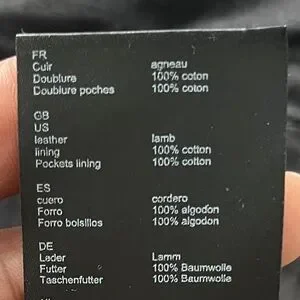 FR
Cuir agneau
Doublure 100% coton
Doublure poches 100% coton
GB
US
leather lamb
lining 100% cotton
Pockets lining 100% cotton
ES
cuero cordero
Forro 100% algodon
Forro bolsillos 100% algodon
DE
Leder Lamm
Futter 100% Baumwolle
Taschenfutter 100% Baumwolle